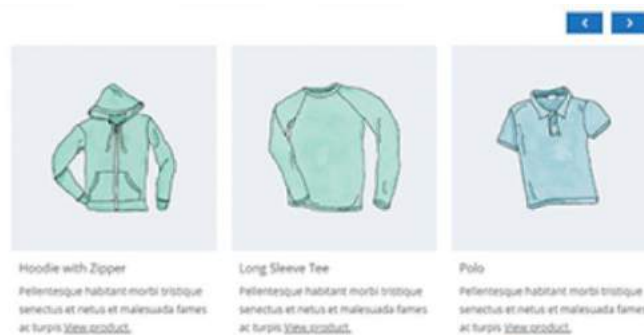 Hoodie with Zipper
Pellentesque habitant morbi tristique
senectus et netus et malesuada fames
ac turpis View product.
Long Sleeve Tee
Pellentesque habitant morbi tristique
senectus et netus et malesuada fames
ac turpis View product.
Polo
Pellentesque habitant morbi tristique
senectus et netus et malesuada fames
ac turpis View product.